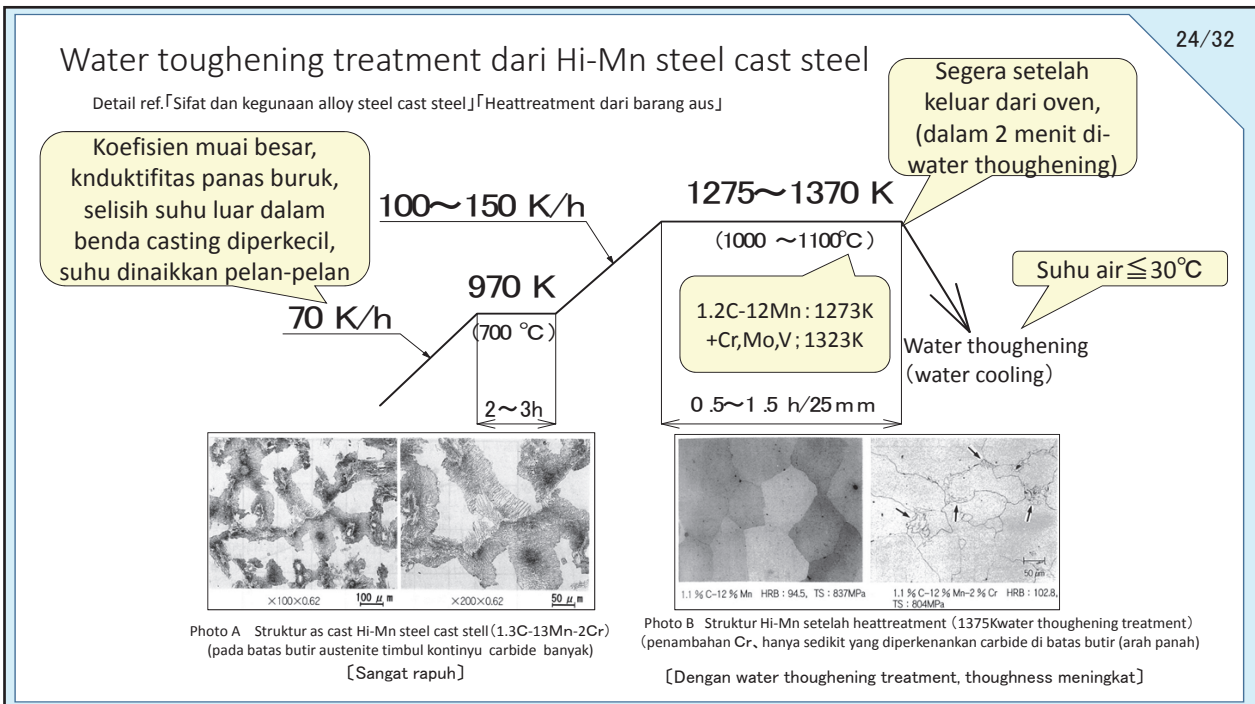 24/32
Water toughening treatment dari Hi-Mn steel cast steel
Detail ref.「Sifat dan kegunaan alloy steel cast steel」「Heattreatment dari barang aus」
Koefisien muai besar,
knduktifitas panas buruk,
selisih suhu luar dalam
benda casting diperkecil,
suhu dinaikkan pelan-pelan
70 K/h
970 K
(700 °C)
2～3h
100～150 K/h
1275～1370 K
(1000 ～1100℃)
1.2C-12Mn : 1273K
+Cr,Mo,V ; 1323K
0 .5～1 .5 h/25mm
Segera setelah
keluar dari oven,
(dalam 2 menit di-
water thoughening)
Suhu air≦30℃
Water thoughening
(water cooling)
×100×0.62 100 μm
×200×0.62 50 μm
Photo A Struktur as cast Hi-Mn steel cast stell(1.3C-13Mn-2Cr)
(pada batas butir austenite timbul kontinyu carbide banyak)
〔Sangat rapuh〕
50 μm
1.1 % C-12 % Mn HRB : 94.5, TS : 837MPa
1.1 % C-12 % Mn-2 % Cr HRB : 102.8,
TS : 804MPa
Photo B Struktur Hi-Mn setelah heattreatment (1375Kwater thoughening treatment)
(penambahan Cr、hanya sedikit yang diperkenankan carbide di batas butir (arah panah)
〔Dengan water thoughening treatment, thoughness meningkat〕